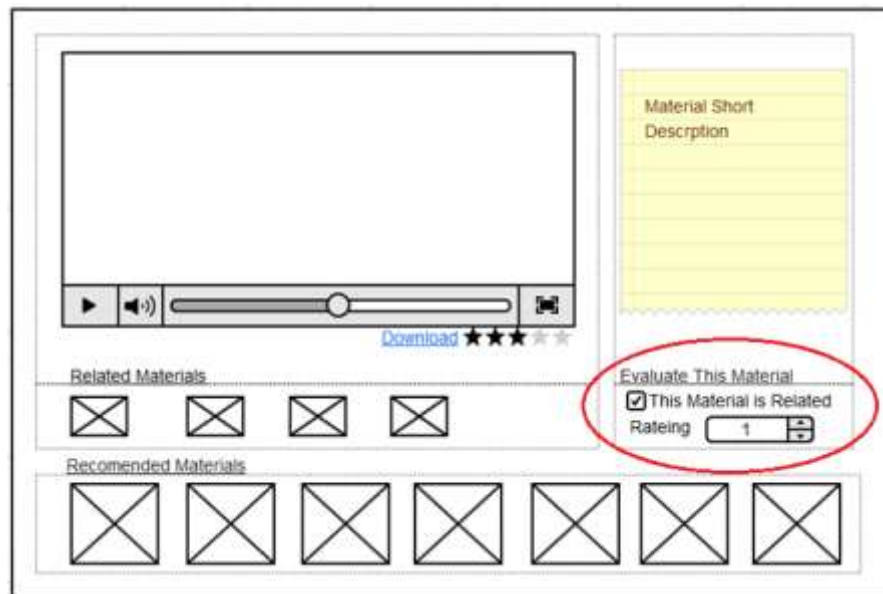 Material Short
Descrption
Download
Related Materials
Evaluate This Material
This Material is Related
Rateing 1
Recomended Materials